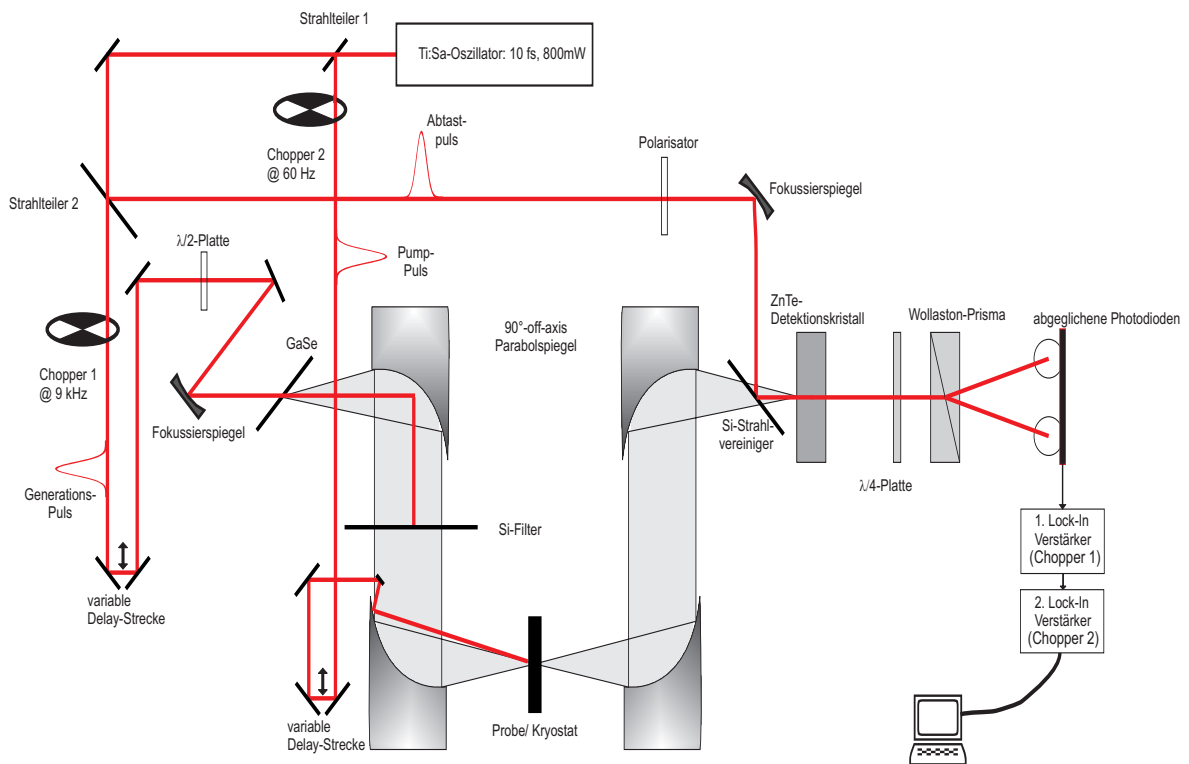 Strahlteiler 1
Ti:Sa-Oszillator: 10 fs, 800mW
Abtast-
puls
Chopper 2
@ 60 Hz
Polarisator
Fokussierspiegel
Strahlteiler 2
λ/2-Platte
Pump-
Puls
ZnTe-
Detektionskristall
Wollaston-Prisma
abgeglichene Photodioden
GaSe
90°-off-axis
Parabolspiegel
Chopper 1
@ 9 kHz
Fokussierspiegel
Si-Strahl-
vereiniger
λ/4-Platte
Generations-
Puls
Si-Filter
1. Lock-In
Verstärker
(Chopper 1)
variable
Delay-Strecke
2. Lock-In
Verstärker
(Chopper 2)
variable
Delay-Strecke
Probe/ Kryostat